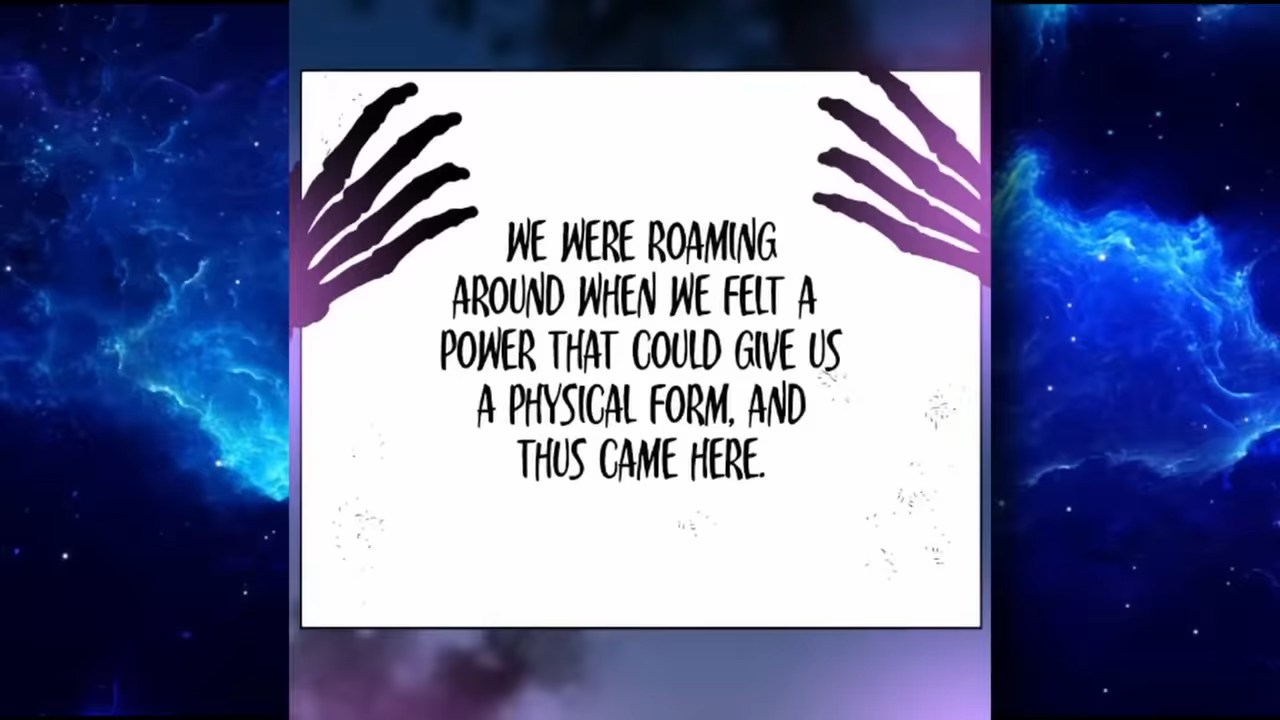 WE WERE ROAMING
AROUND WHEN WE FELT A
POWER THAT COULD GIVE US
A PHYSICAL FORM, AND
THUS CAME HERE.